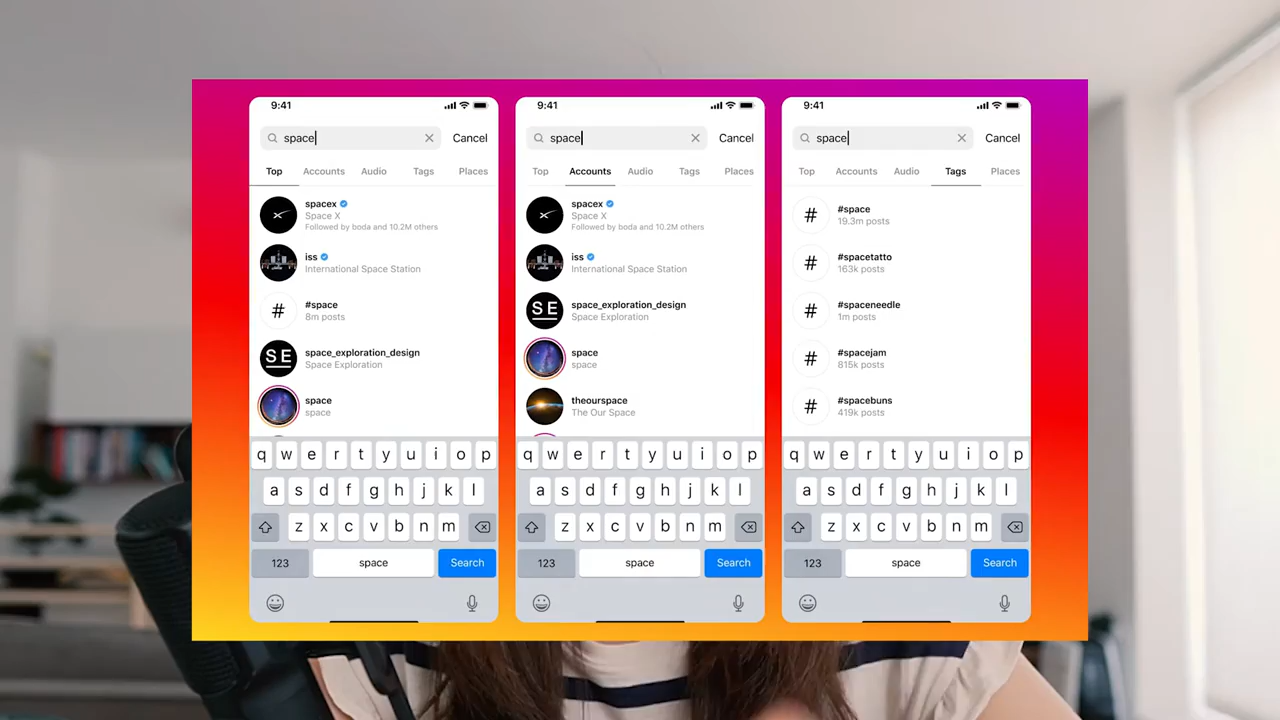 9:41
space
Cancel
Top Accounts Audio Tags Places
spacex
Space X
Followed by boda and 10.2M others
iss
International Space Station
#
#space
8m posts
SE
space_exploration_design
Space Exploration
space
space
q w e r t y u i o p
a s d f g h j k l
z x c v b n m
123 space Search
9:41
space
Cancel
Top Accounts Audio Tags Places
spacex
Space X
Followed by boda and 10.2M others
iss
International Space Station
SE
space_exploration_design
Space Exploration
space
space
theourspace
The Our Space
q w e r t y u i o p
a s d f g h j k l
z x c v b n m
123 space Search
9:41
space
Cancel
Top Accounts Audio Tags Places
#
#space
19.3m posts
#
#spacetatto
163k posts
#
#spaceneedle
1m posts
#
#spacejam
815k posts
#
#spacebuns
419k posts
q w e r t y u i o p
a s d f g h j k l
z x c v b n m
123 space Search